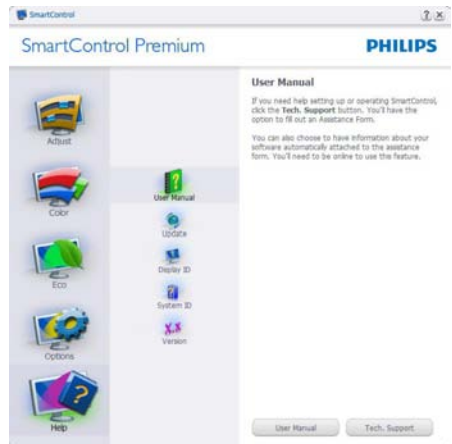 SmartControl
SmartControl Premium
PHILIPS
Adjust
Color
Eco
Options
Help
User Manual
Update
Display ID
System ID
X.X
Version
User Manual
If you need help setting up or operating SmartControl,
click the Tech. Support button. You'll have the
option to fill out an Assistance Form.
You can also choose to have information about your
software automatically attached to the assistance
form. You'll need to be online to use the feature.
User Manual
Tech. Support